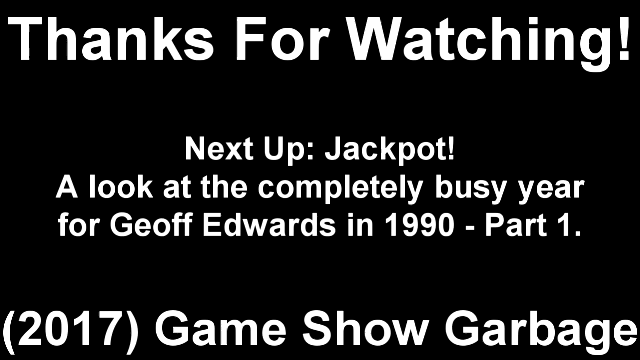 Thanks For Watching!
Next Up: Jackpot!
A look at the completely busy year
for Geoff Edwards in 1990 - Part 1.
(2017) Game Show Garbage